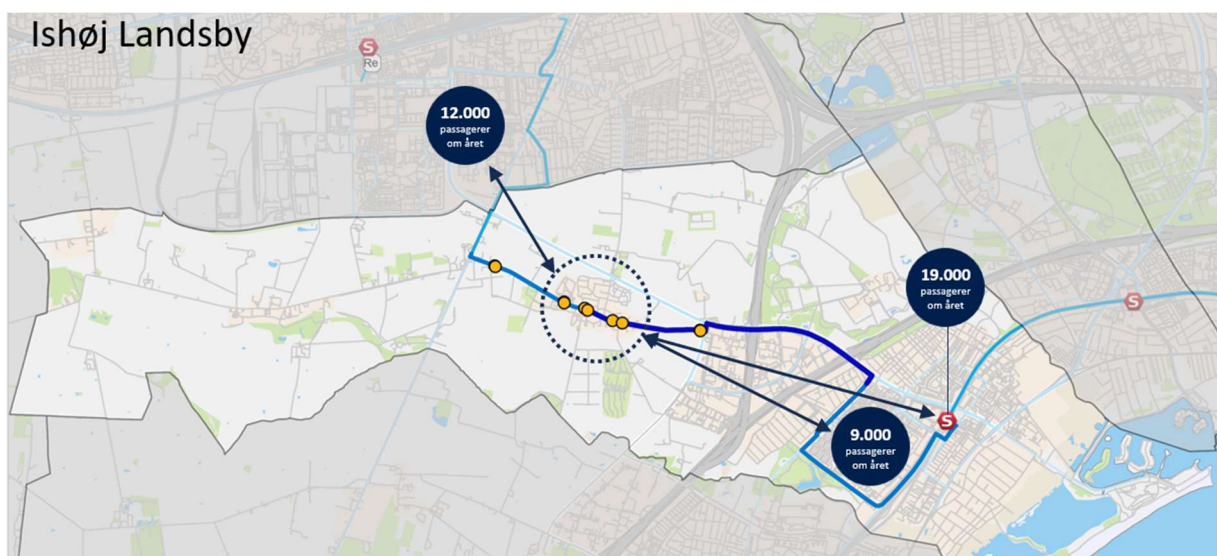 Ishøj Landsby
S
Re
12.000
passagerer
om året
19.000
passagerer
om året
S
S
9.000
passagerer
om året